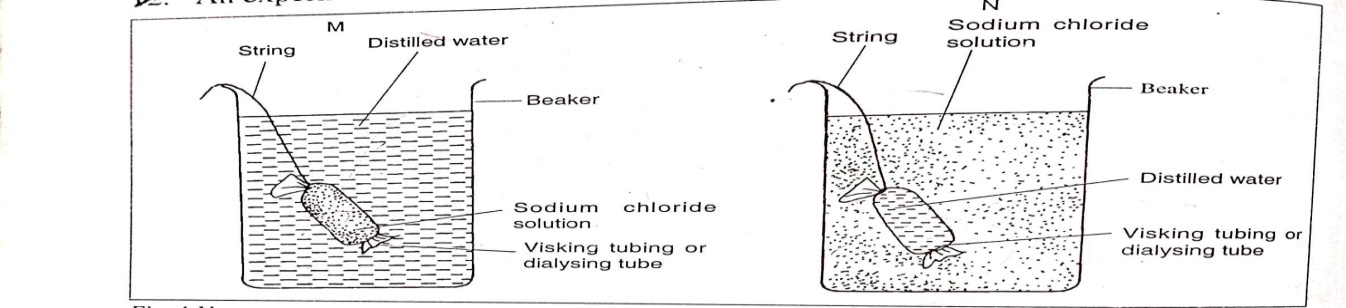 M
String
Distilled water
Beaker
Sodium chloride
solution
Visking tubing or
dialysing tube
N
String
Sodium chloride
solution
Beaker
Distilled water
Visking tubing or
dialysing tube